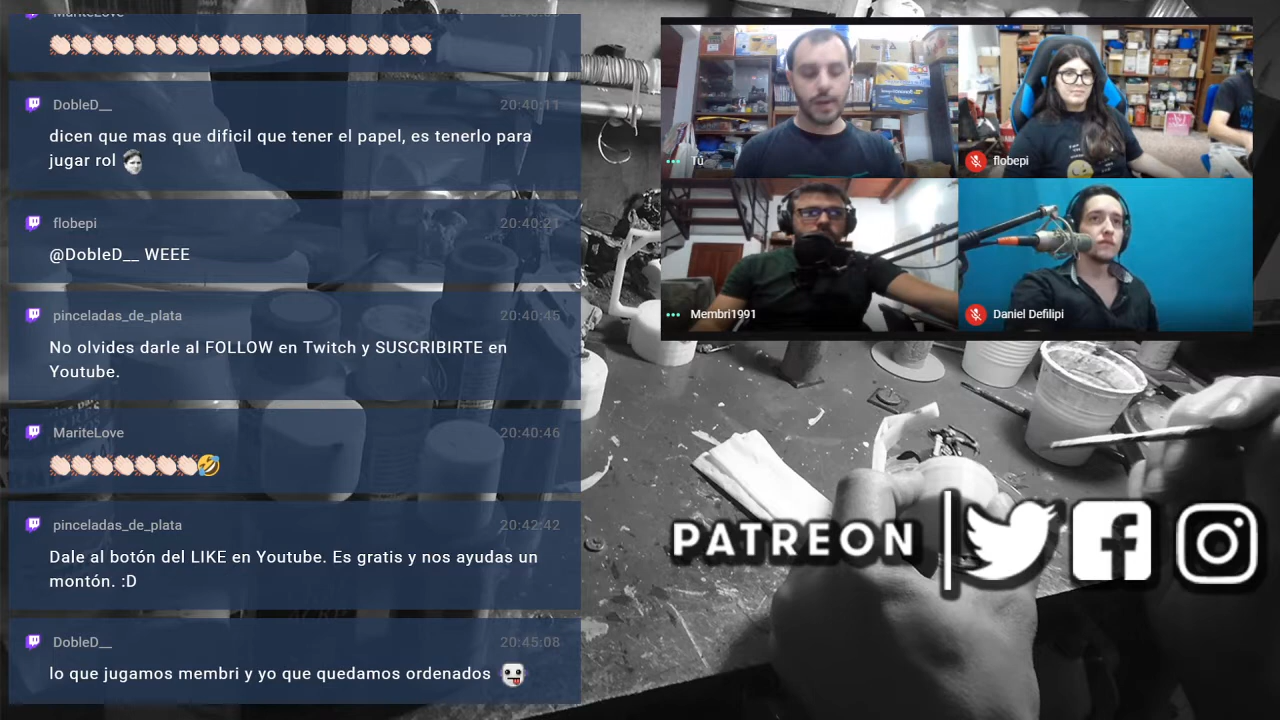 MariteLove
👏🏻👏🏻👏🏻👏🏻👏🏻👏🏻👏🏻👏🏻👏🏻👏🏻👏🏻👏🏻👏🏻👏🏻👏🏻👏🏻👏🏻👏🏻
DobleD__ 20:40:11
dicen que mas que dificil que tener el papel, es tenerlo para
jugar rol
flobepi 20:40:21
@DobleD__ WEEE
pinceladas_de_plata 20:40:45
No olvides darle al FOLLOW en Twitch y SUSCRIBIRTE en
Youtube.
MariteLove 20:40:46
👏🏻👏🏻👏🏻👏🏻👏🏻👏🏻👏🏻🤣
pinceladas_de_plata 20:42:42
Dale al botón del LIKE en Youtube. Es gratis y nos ayudas un
montón. :D
DobleD__ 20:45:08
lo que jugamos membri y yo que quedamos ordenados
Tú
flobepi
Membri1991
Daniel Defilipi
PATREON